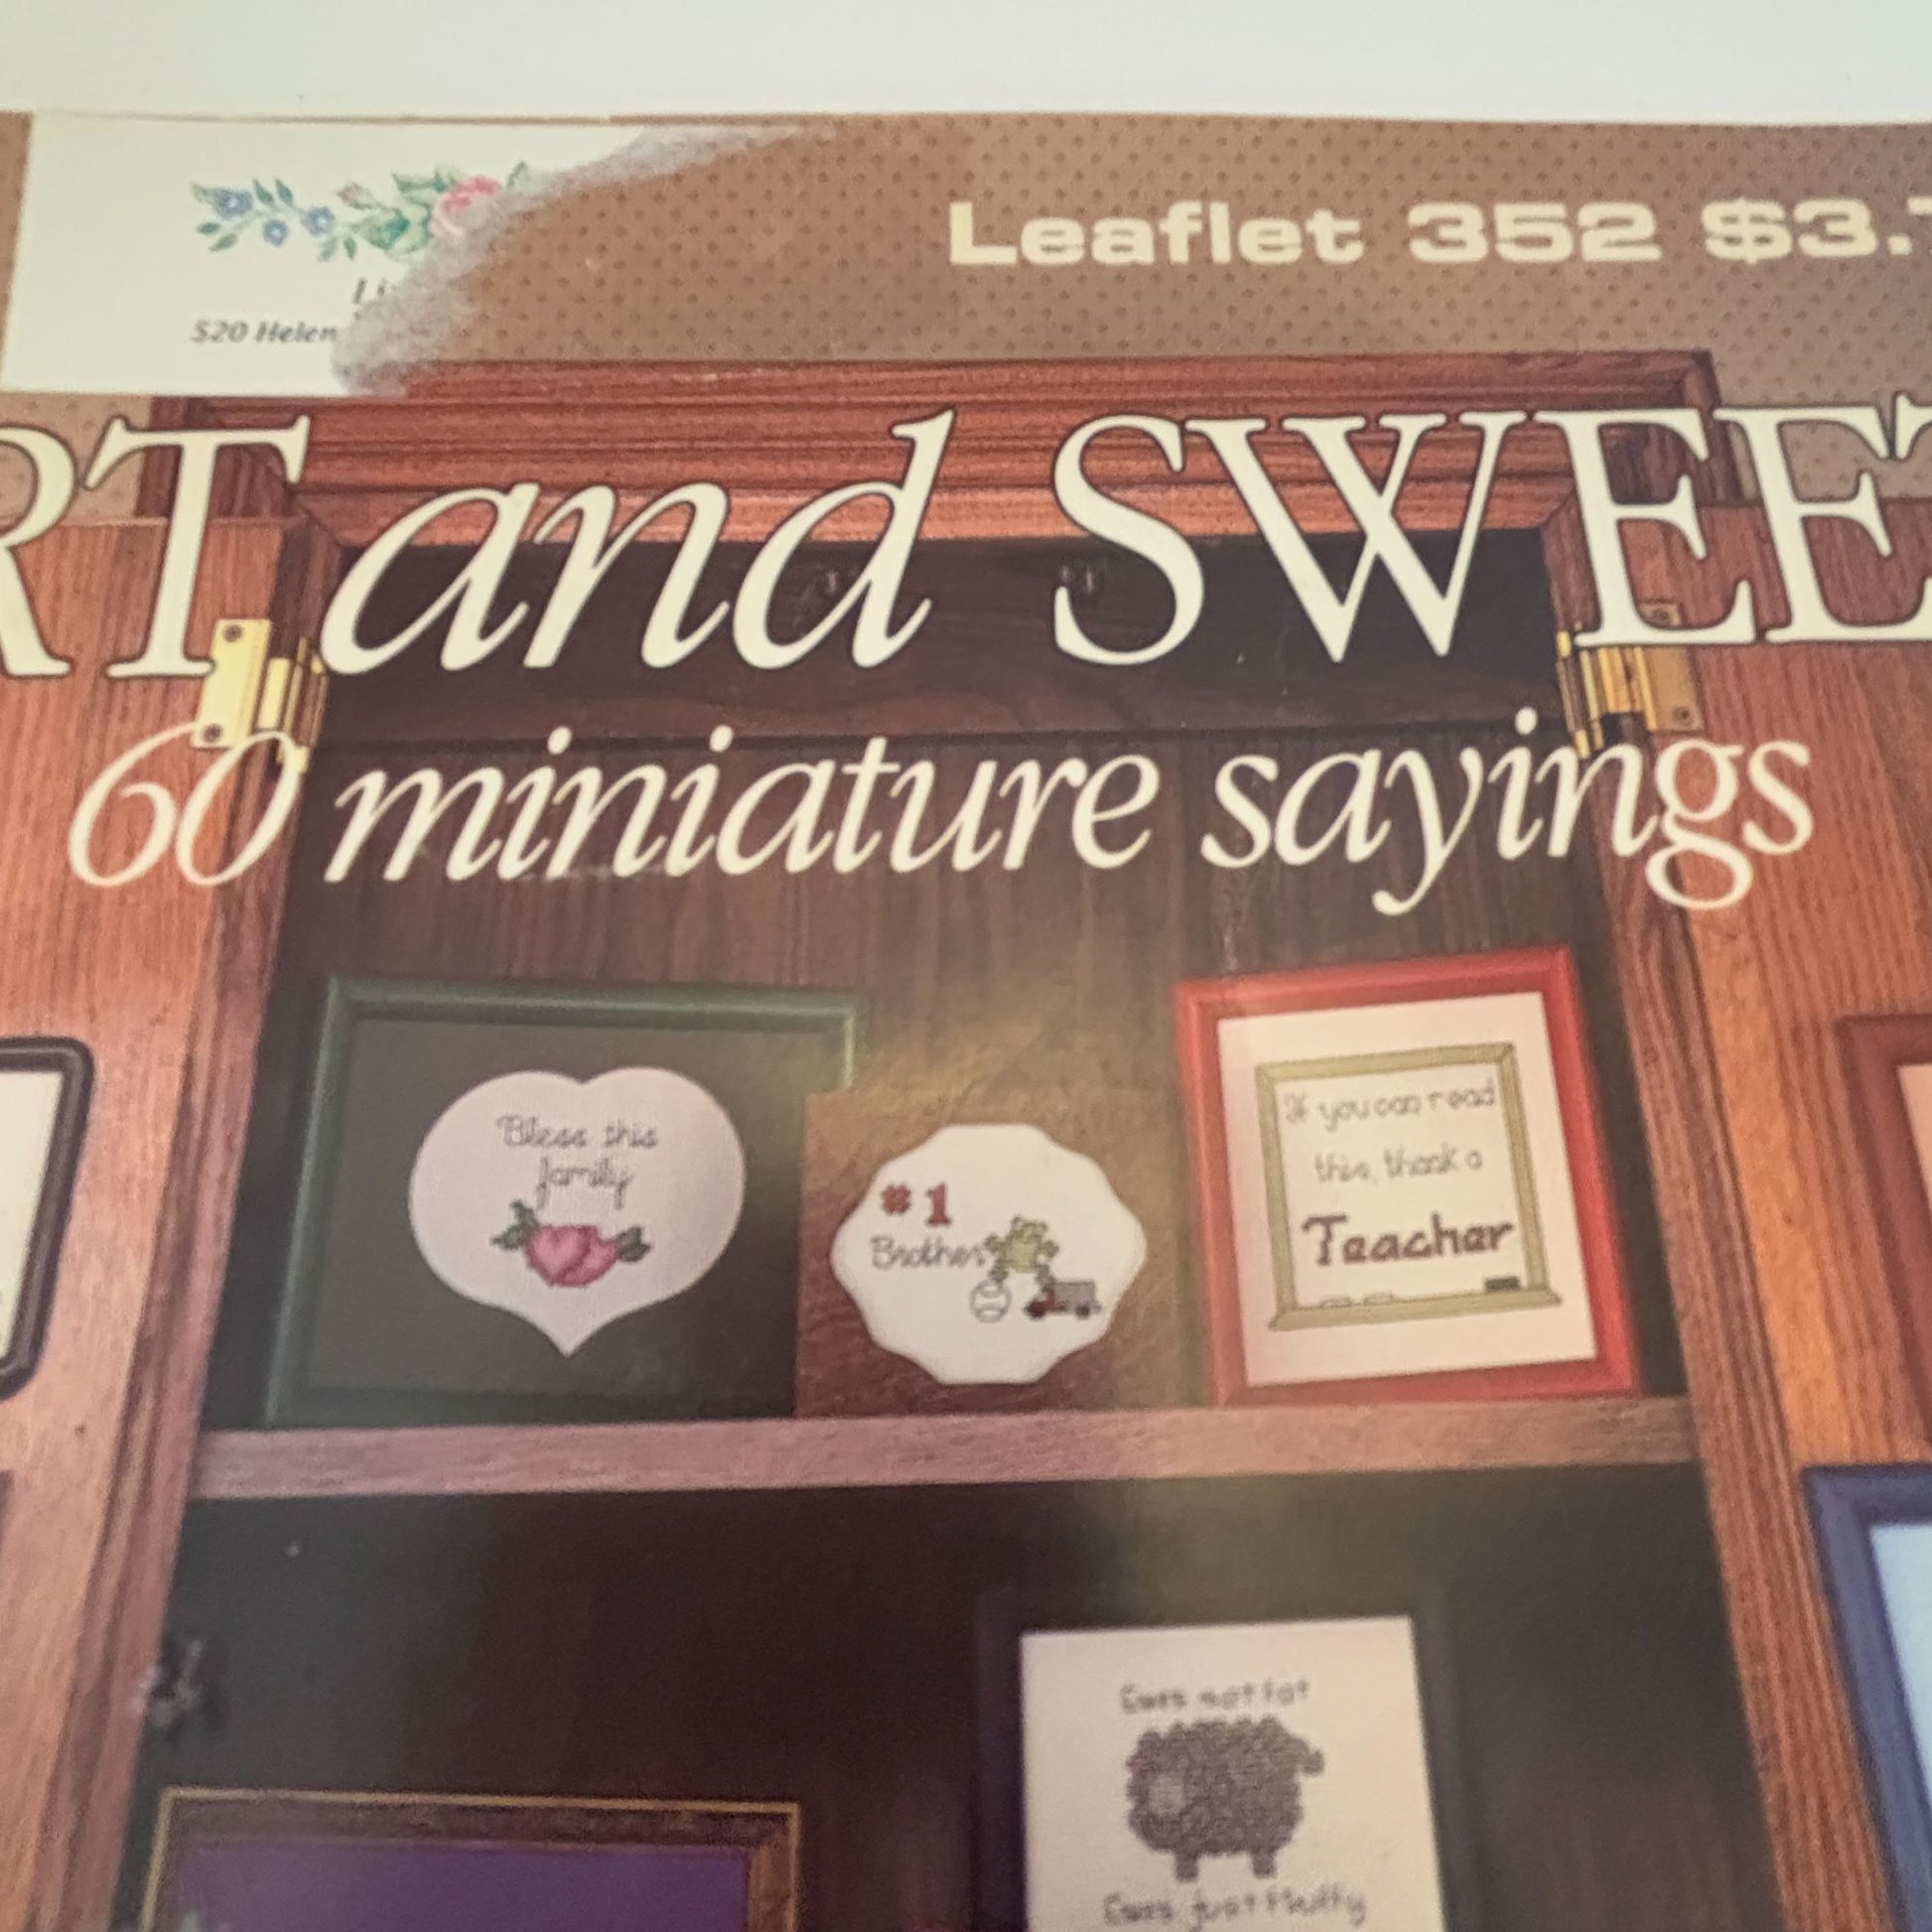 Leaflet 352 $3.
520 Helen
RT and SWEET
60 miniature sayings
Bless this
family
#1
Brother
If you can read
this, thank a
Teacher
Ewes not fat
Ewes just fluffy